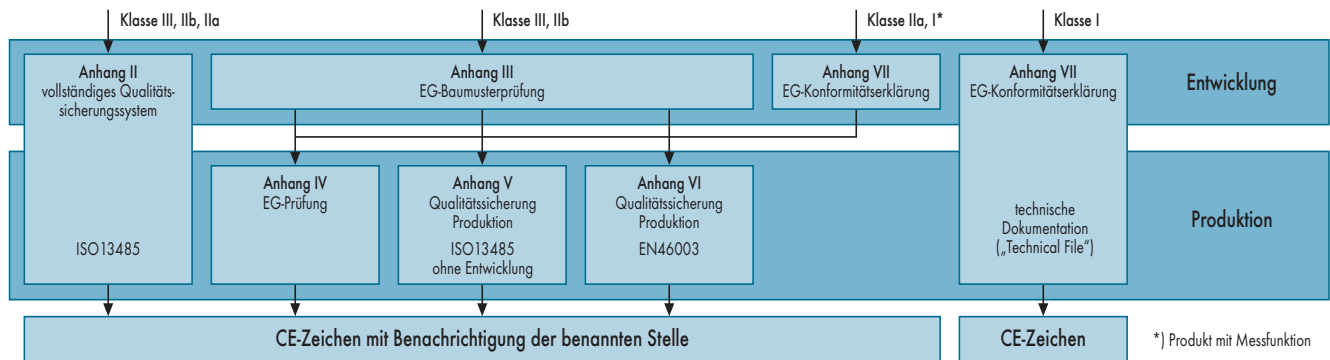 Klasse III, IIb, IIa
Klasse III, IIb
Klasse IIa, I*
Klasse I
Anhang II
vollständiges Qualitäts-
sicherungssystem
Anhang III
EG-Baumusterprüfung
Anhang VII
EG-Konformitätserklärung
Anhang VII
EG-Konformitätserklärung
Entwicklung
ISO13485
Anhang IV
EG-Prüfung
Anhang V
Qualitätssicherung
Produktion
ISO13485
ohne Entwicklung
Anhang VI
Qualitätssicherung
Produktion
EN46003
technische
Dokumentation
(„Technical File“)
Produktion
CE-Zeichen mit Benachrichtigung der benannten Stelle
CE-Zeichen
*) Produkt mit Messfunktion